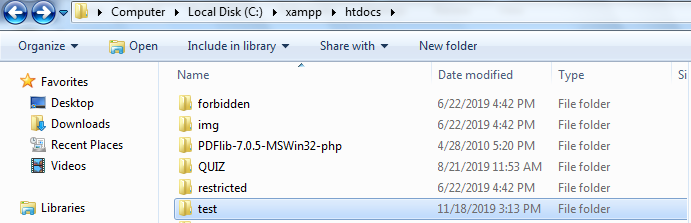 Computer Local Disk (C:) xampp htdocs
Organize Open Include in library Share with New folder
Name Date modified Type Si
Favorites
Desktop
Downloads
Recent Places
Videos
Libraries
forbidden 6/22/2019 4:42 PM File folder
img 6/22/2019 4:42 PM File folder
PDFlib-7.0.5-MSWin32-php 4/28/2010 5:20 PM File folder
QUIZ 8/21/2019 11:53 AM File folder
restricted 6/22/2019 4:42 PM File folder
test 11/18/2019 3:13 PM File folder